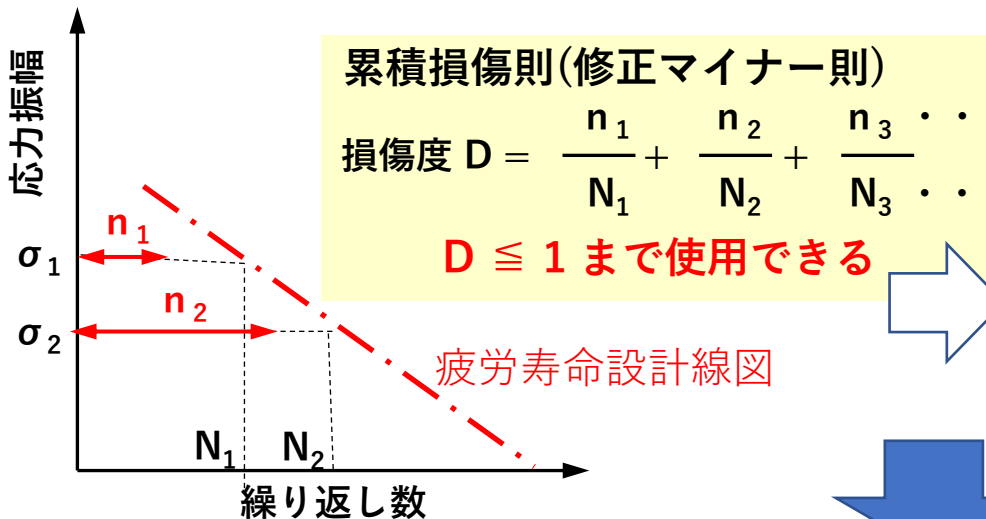 応力振幅
累積損傷則(修正マイナー則)
損傷度 D = n₁/N₁ + n₂/N₂ + n₃/N₃ ・・・・
D ≦ 1 まで使用できる
σ₁
n₁
σ₂
n₂
疲労寿命設計線図
N₁ N₂
繰り返し数